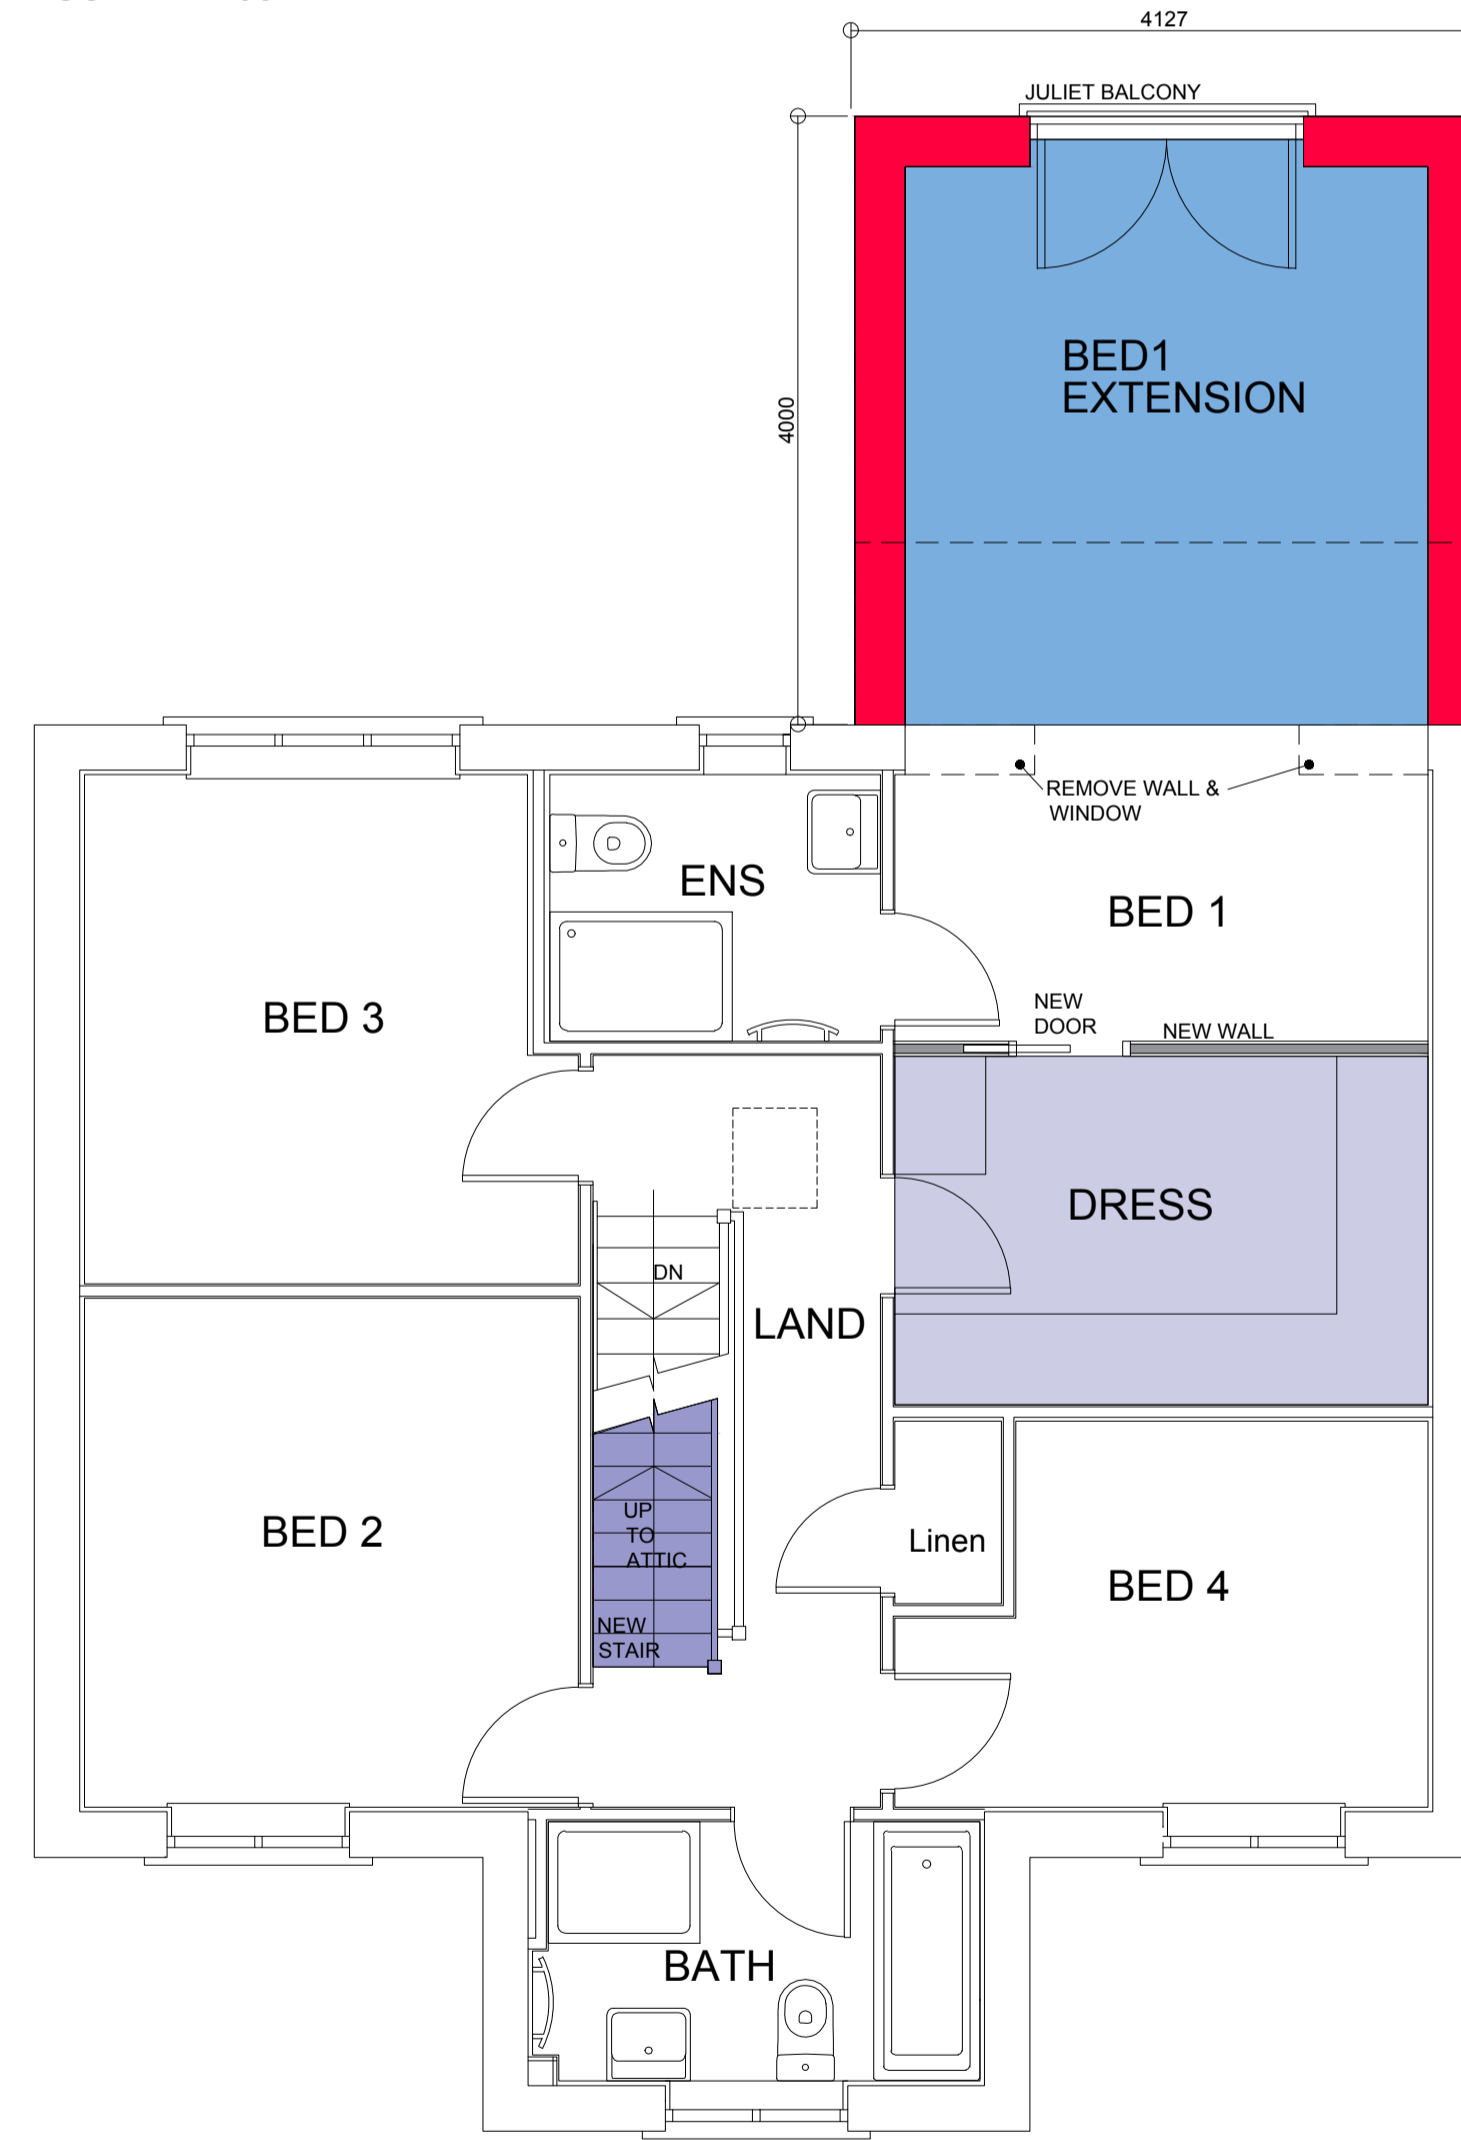 4127
JULIET BALCONY
BED1
EXTENSION
4000
REMOVE WALL &
WINDOW
ENS
BED 1
BED 3
NEW
DOOR
NEW WALL
DRESS
DN
LAND
UP
TO
ATTIC
BED 2
Linen
BED 4
NEW
STAIR
BATH